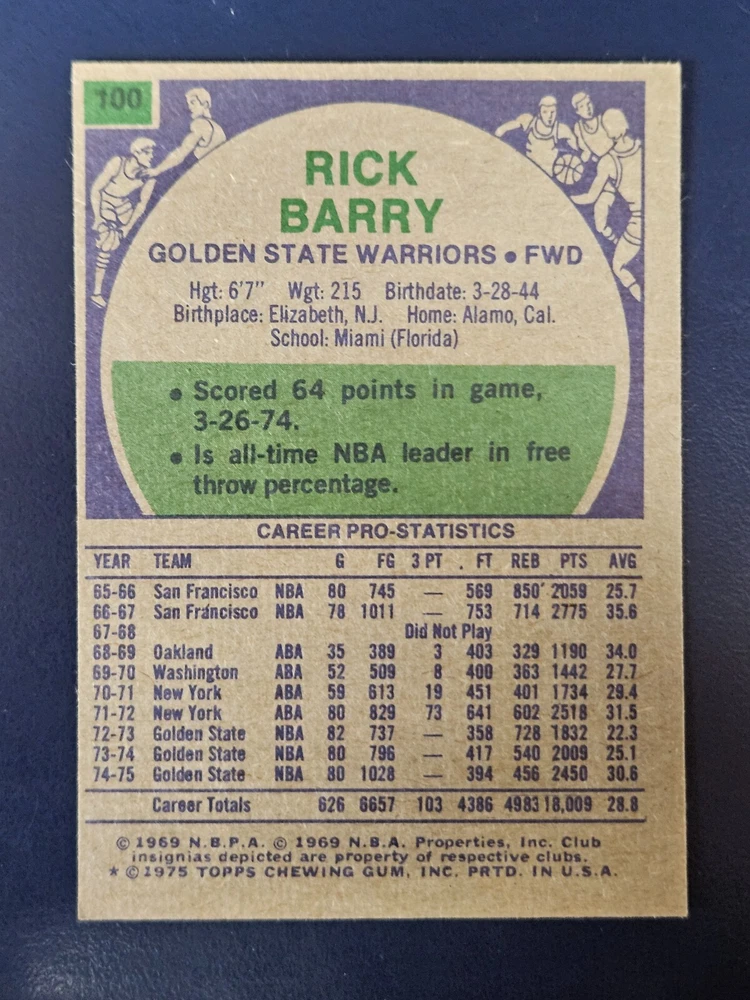 100
RICK
BARRY
GOLDEN STATE WARRIORS • FWD
Hgt: 6'7" Wgt: 215 Birthdate: 3-28-44
Birthplace: Elizabeth, N.J. Home: Alamo, Cal.
School: Miami (Florida)
• Scored 64 points in game,
3-26-74.
• Is all-time NBA leader in free
throw percentage.
CAREER PRO-STATISTICS
YEAR TEAM G FG 3 PT . FT REB PTS AVG
65-66 San Francisco NBA 80 745 — 569 850 2059 25.7
66-67 San Francisco NBA 78 1011 — 753 714 2775 35.6
67-68 Did Not Play
68-69 Oakland ABA 35 389 3 403 329 1190 34.0
69-70 Washington ABA 52 509 8 400 363 1442 27.7
70-71 New York ABA 59 613 19 451 401 1734 29.4
71-72 New York ABA 80 829 73 641 602 2518 31.5
72-73 Golden State NBA 82 737 — 358 728 1832 22.3
73-74 Golden State NBA 80 796 — 417 540 2009 25.1
74-75 Golden State NBA 80 1028 — 394 456 2450 30.6
Career Totals 626 6657 103 4386 4983 18,009 28.8
© 1969 N.B.P.A. © 1969 N.B.A. Properties, Inc. Club
insignias depicted are property of respective clubs.
* © 1975 TOPPS CHEWING GUM, INC. PRTD. IN U.S.A.